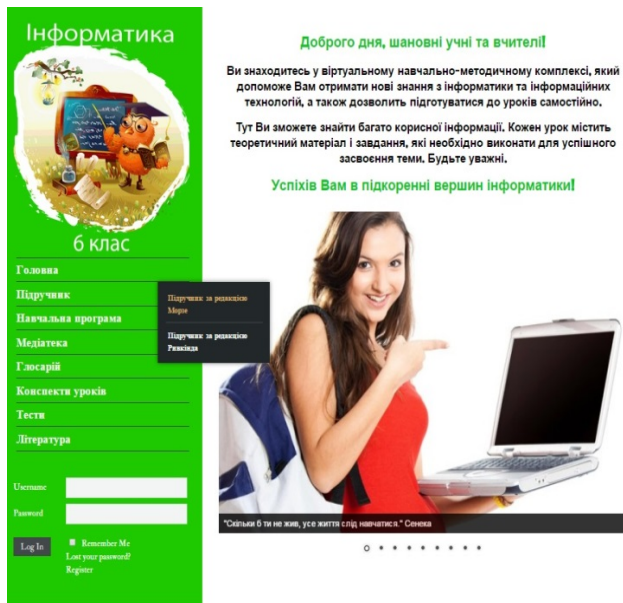 Інформатика
6 клас
Головна
Підручник
Навчальна програма
Медіатека
Глосарій
Конспекти уроків
Тести
Література
Підручник за редакцією
Морзе
Підручник за редакцією
Ривкінда
Username
Password
Log In
Remember Me
Lost your password?
Register
Доброго дня, шановні учні та вчителі!
Ви знаходитесь у віртуальному навчально-методичному комплексі, який
допоможе Вам отримати нові знання з інформатики та інформаційних
технологій, а також дозволить підготуватися до уроків самостійно.
Тут Ви зможете знайти багато корисної інформації. Кожен урок містить
теоретичний матеріал і завдання, які необхідно виконати для успішного
засвоєння теми. Будьте уважні.
Успіхів Вам в підкоренні вершин інформатики!
"Скільки б ти не жив, усе життя слід навчатися." Сенека